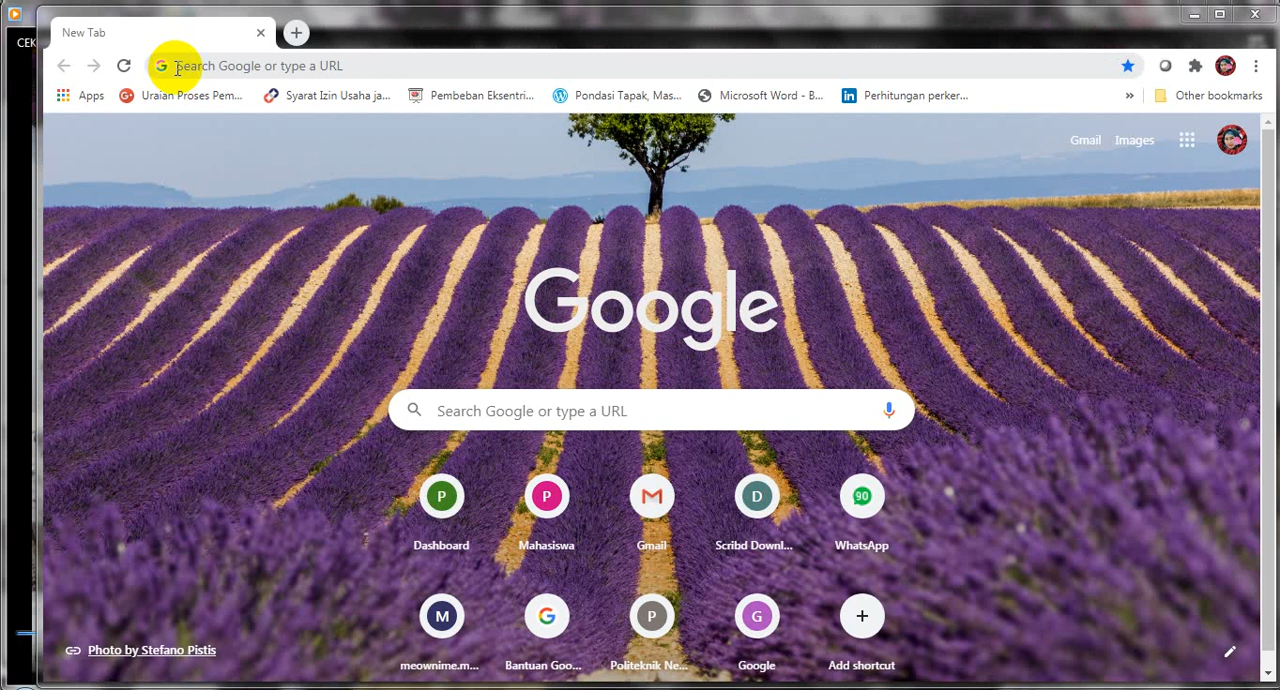 CEK
New Tab
Search Google or type a URL
Apps
Uraian Proses Pem...
Syarat Izin Usaha ja...
Pembeban Eksentri...
Pondasi Tapak, Mas...
Microsoft Word - B...
Perhitungan perker...
»
Other bookmarks
Gmail
Images
Google
Search Google or type a URL
P
P
D
90
Dashboard
Mahasiswa
Gmail
Scribd Downl...
WhatsApp
M
G
P
G
meownime.m...
Bantuan Goo...
Politeknik Ne...
Google
Add shortcut
Photo by Stefano Pistis